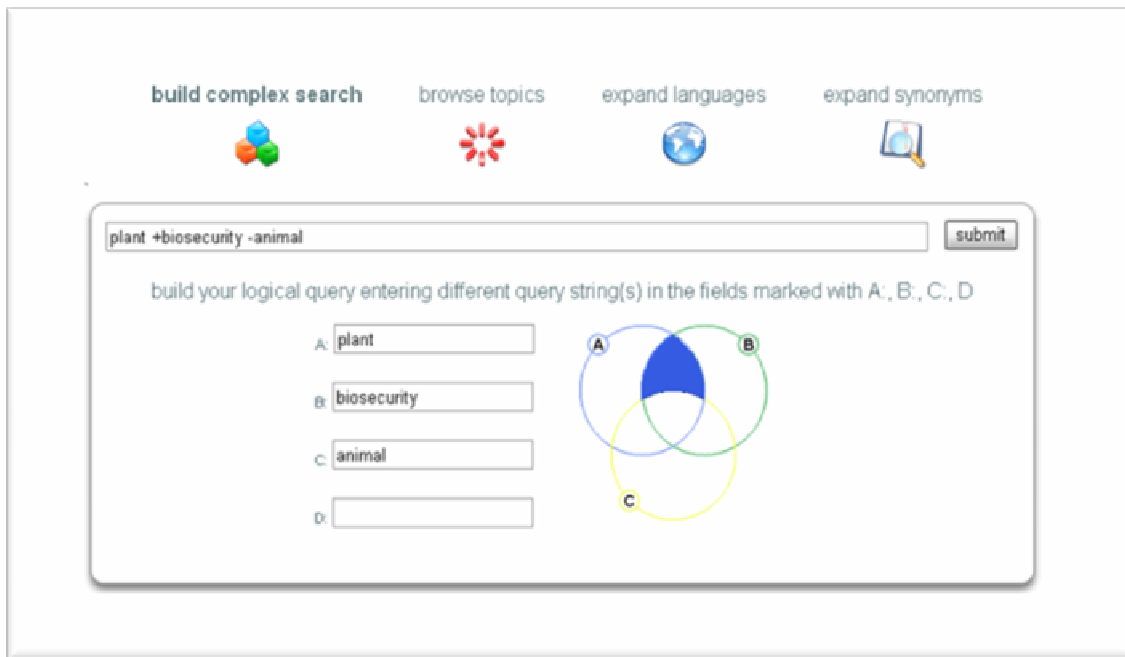 build complex search browse topics expand languages expand synonyms
plant +biosecurity -animal submit
build your logical query entering different query string(s) in the fields marked with A:, B:, C:, D
A: plant
B: biosecurity
C: animal
D:
A B
C